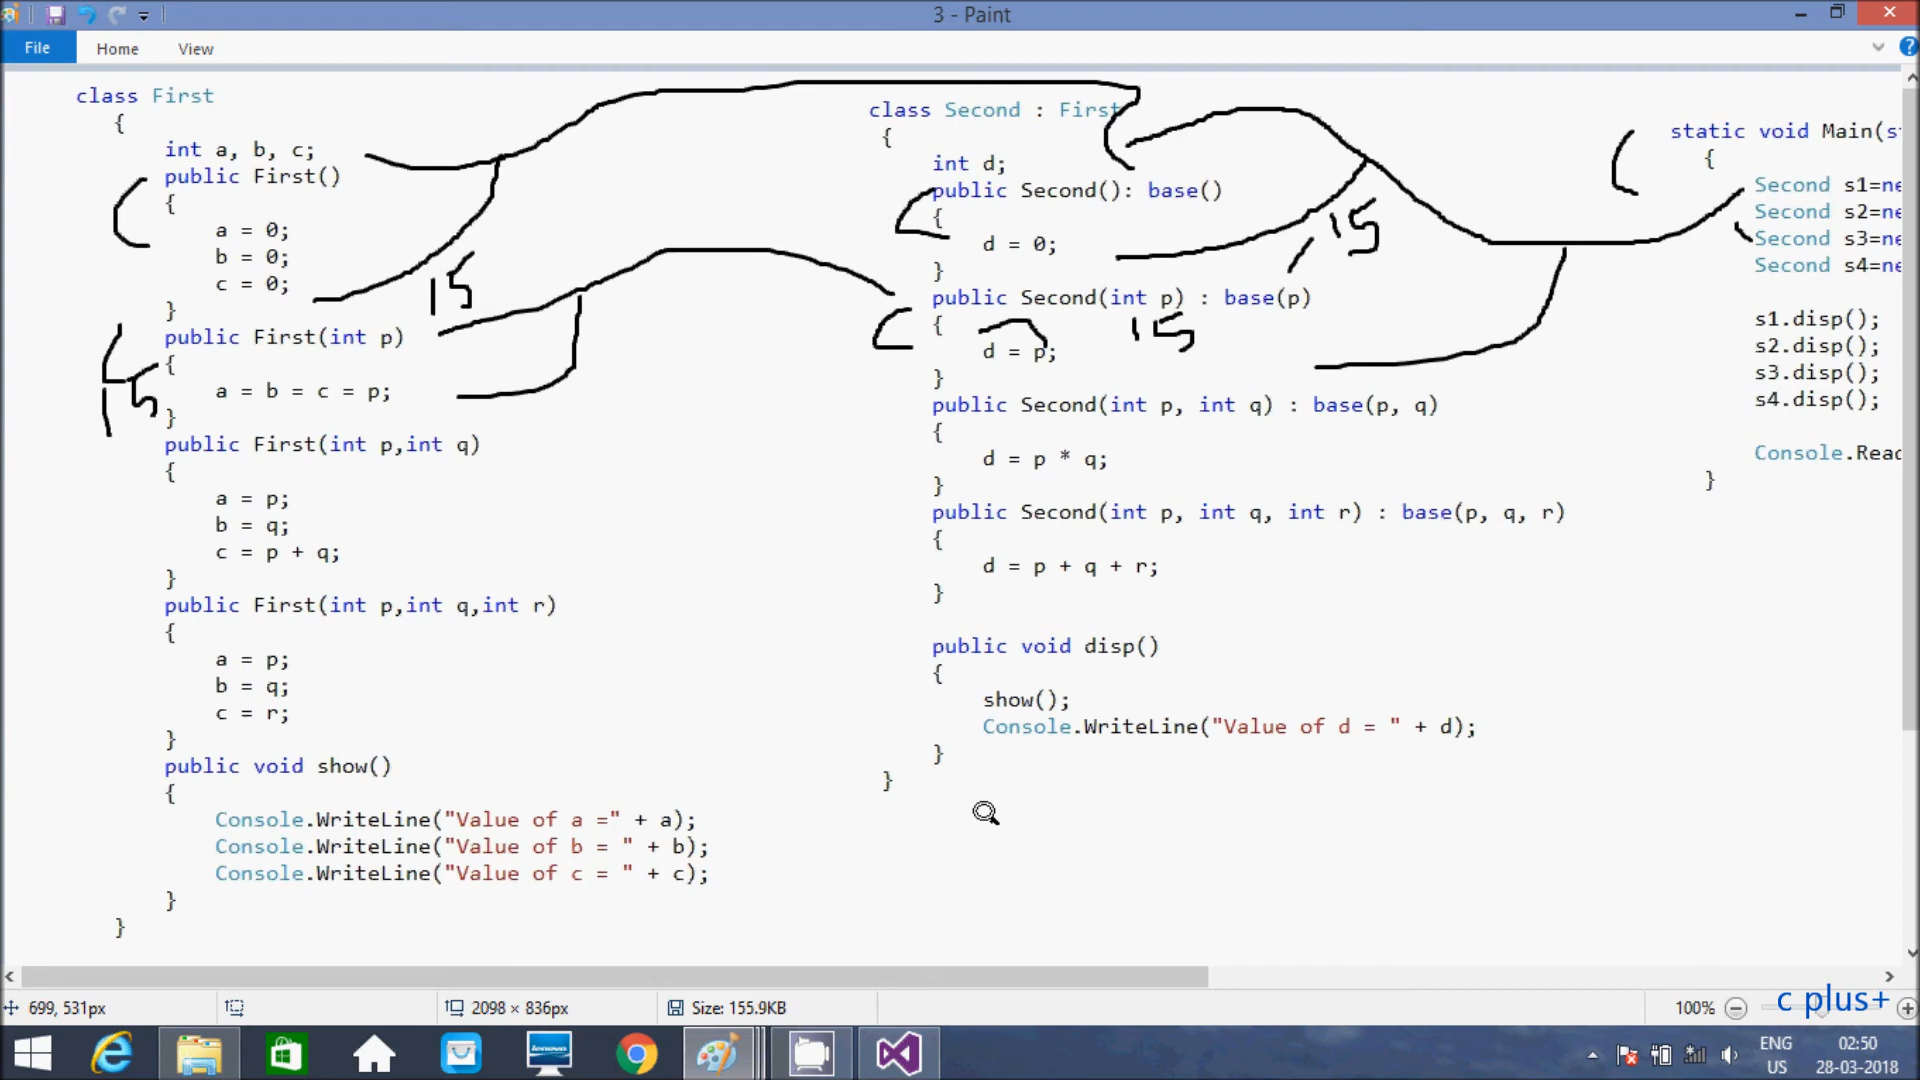 3 - Paint
File Home View
class First
{
int a, b, c;
public First()
{
a = 0;
b = 0;
c = 0;
}
public First(int p)
{
a = b = c = p;
}
public First(int p,int q)
{
a = p;
b = q;
c = p + q;
}
public First(int p,int q,int r)
{
a = p;
b = q;
c = r;
}
public void show()
{
Console.WriteLine("Value of a =" + a);
Console.WriteLine("Value of b = " + b);
Console.WriteLine("Value of c = " + c);
}
}
15
15
class Second : First
{
int d;
public Second(): base()
{
d = 0;
}
public Second(int p) : base(p)
{
d = p;
}
public Second(int p, int q) : base(p, q)
{
d = p * q;
}
public Second(int p, int q, int r) : base(p, q, r)
{
d = p + q + r;
}
public void disp()
{
show();
Console.WriteLine("Value of d = " + d);
}
}
15
15
static void Main(s
{
Second s1=ne
Second s2=ne
Second s3=ne
Second s4=ne
s1.disp();
s2.disp();
s3.disp();
s4.disp();
Console.Read
}
699, 531px
2098 × 836px
Size: 155.9KB
100%
c plus+
lenovo
ENG
US
02:50
28-03-2018